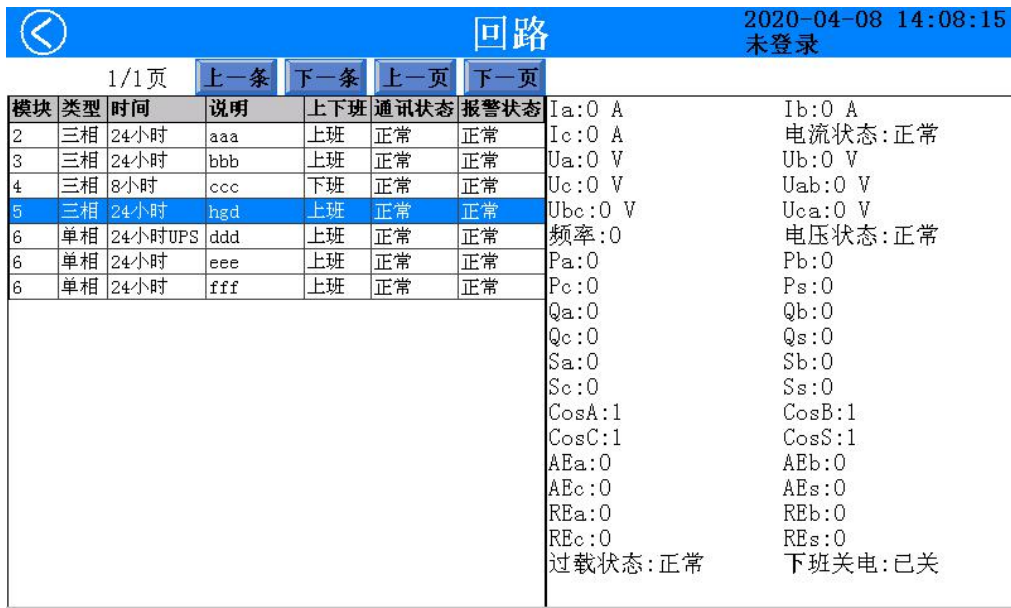 回路
2020-04-08 14:08:15
未登录
1/1页 上一条 下一条 上一页 下一页
模块 类型 时间 说明 上下班 通讯状态 报警状态
2 三相 24小时 aaa 上班 正常 正常
3 三相 24小时 bbb 上班 正常 正常
4 三相 8小时 ccc 下班 正常 正常
5 三相 24小时 hgd 上班 正常 正常
6 单相 24小时UPS ddd 上班 正常 正常
6 单相 24小时 eee 上班 正常 正常
6 单相 24小时 fff 上班 正常 正常
Ia:0 A Ib:0 A
Ic:0 A 电流状态:正常
Ua:0 V Ub:0 V
Uc:0 V Uab:0 V
Ubc:0 V Uca:0 V
频率:0 电压状态:正常
Pa:0 Pb:0
Pc:0 Ps:0
Qa:0 Qb:0
Qc:0 Qs:0
Sa:0 Sb:0
Sc:0 Ss:0
CosA:1 CosB:1
CosC:1 CosS:1
AEa:0 AEb:0
AEc:0 AEs:0
REa:0 REb:0
REc:0 REs:0
过载状态:正常 下班关电:已关